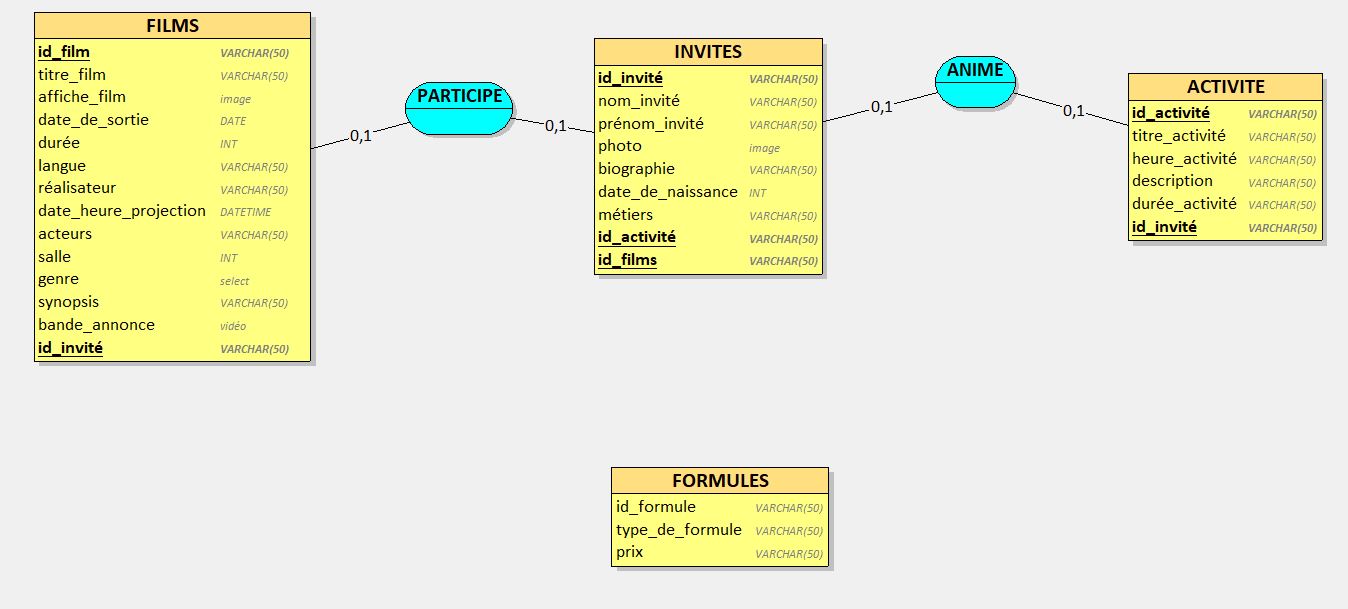 FILMS
id_film VARCHAR(50)
titre_film VARCHAR(50)
affiche_film image
date_de_sortie DATE
durée INT
langue VARCHAR(50)
réalisateur VARCHAR(50)
date_heure_projection DATETIME
acteurs VARCHAR(50)
salle INT
genre select
synopsis VARCHAR(50)
bande_annonce vidéo
id_invité VARCHAR(50)
0,1
PARTICIPE
0,1
INVITES
id_invité VARCHAR(50)
nom_invité VARCHAR(50)
prénom_invité VARCHAR(50)
photo image
biographie VARCHAR(50)
date_de_naissance INT
métiers VARCHAR(50)
id_activité VARCHAR(50)
id_films VARCHAR(50)
0,1
ANIME
0,1
ACTIVITE
id_activité VARCHAR(50)
titre_activité VARCHAR(50)
heure_activité VARCHAR(50)
description VARCHAR(50)
durée_activité VARCHAR(50)
id_invité VARCHAR(50)
FORMULES
id_formule VARCHAR(50)
type_de_formule VARCHAR(50)
prix VARCHAR(50)